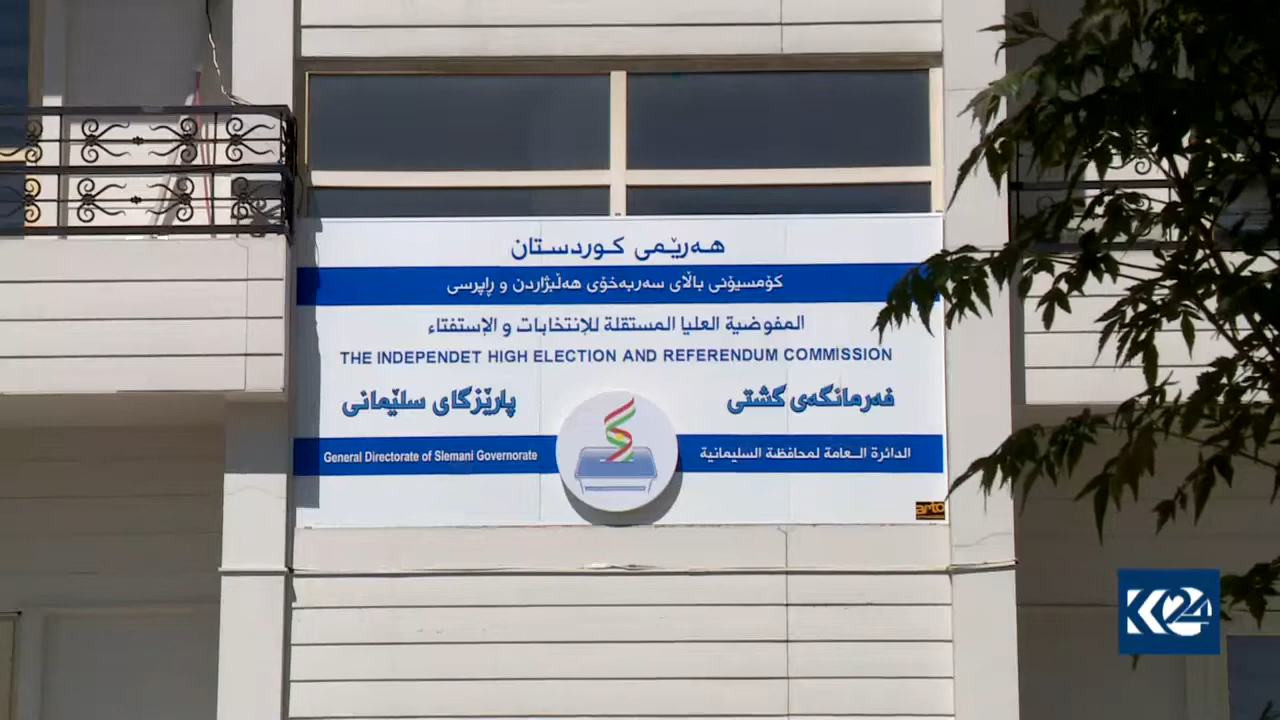 هەرێمی کوردستان
کۆمسیۆنی باڵای سەربەخۆی هەڵبژاردن و ڕاپرسی
المفوضية العليا المستقلة للإنتخابات و الإستفتاء
THE INDEPENDET HIGH ELECTION AND REFERENDUM COMMISSION
فەرمانگەی گشتی پارێزگای سلێمانی
الدائرة العامة لمحافظة السليمانية
General Directorate of Slemani Governorate
arto
K24